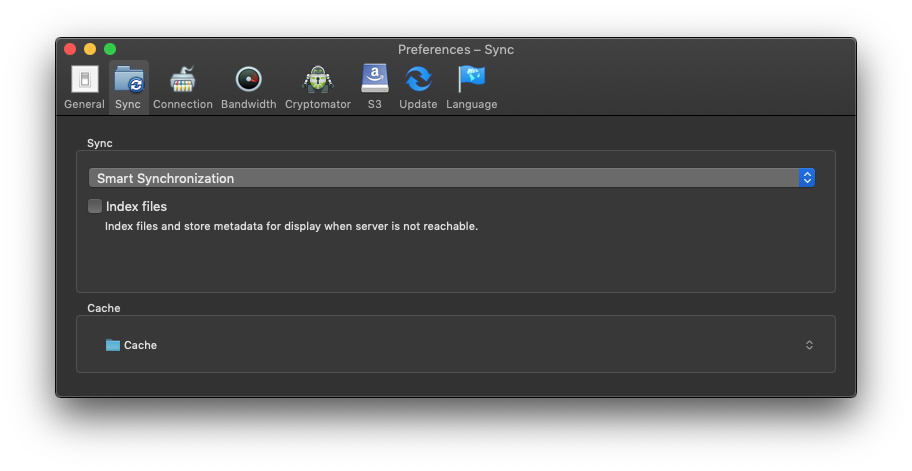 Preferences – Sync
General
Sync
Connection
Bandwidth
Cryptomator
S3
Update
Language
Sync
Smart Synchronization
Index files
Index files and store metadata for display when server is not reachable.
Cache
Cache